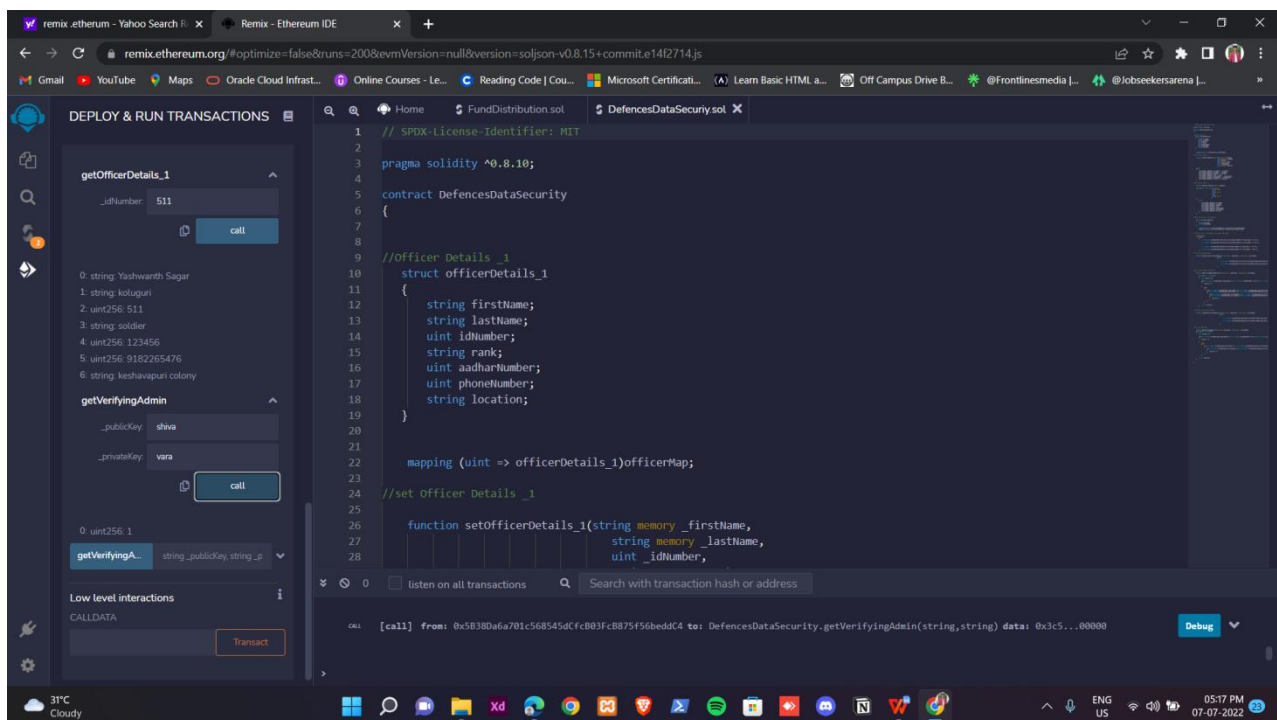 remix .etherum - Yahoo Search R
Remix - Ethereum IDE
remix.ethereum.org/#optimize=false&runs=200&evmVersion=null&version=soljson-v0.8.15+commit.e14f2714.js
Gmail YouTube Maps Oracle Cloud Infrast... Online Courses - Le... Reading Code | Cou... Microsoft Certificati... Learn Basic HTML a... Off Campus Drive B... @Frontlinesmedia |... @Jobseekersarena |... »
DEPLOY & RUN TRANSACTIONS
getOfficerDetails_1
_idNumber: 511
call
0: string: Yashwanth Sagar
1: string: koluguri
2: uint256: 511
3: string: soldier
4: uint256: 123456
5: uint256: 9182265476
6: string: keshavapuri colony
getVerifyingAdmin
_publicKey: shiva
_privateKey: vara
call
0: uint256: 1
getVerifyingA... string _publicKey, string _p
Low level interactions i
CALLDATA
Transact
2
Home FundDistribution.sol DefencesDataSecuriy.sol
1 // SPDX-License-Identifier: MIT
2
3 pragma solidity ^0.8.10;
4
5 contract DefencesDataSecurity
6 {
7
8
9 //Officer Details _1
10 struct officerDetails_1
11 {
12 string firstName;
13 string lastName;
14 uint idNumber;
15 string rank;
16 uint aadharNumber;
17 uint phoneNumber;
18 string location;
19 }
20
21
22 mapping (uint => officerDetails_1)officerMap;
23
24 //set Officer Details _1
25
26 function setOfficerDetails_1(string memory _firstName,
27 string memory _lastName,
28 uint _idNumber,
0 listen on all transactions Search with transaction hash or address
CALL [call] from: 0x5B38Da6a701c568545dCfcB03FcB875f56beddC4 to: DefencesDataSecurity.getVerifyingAdmin(string,string) data: 0x3c5...00000 Debug
>
31°C
Cloudy
ENG
US
05:17 PM
07-07-2022
23